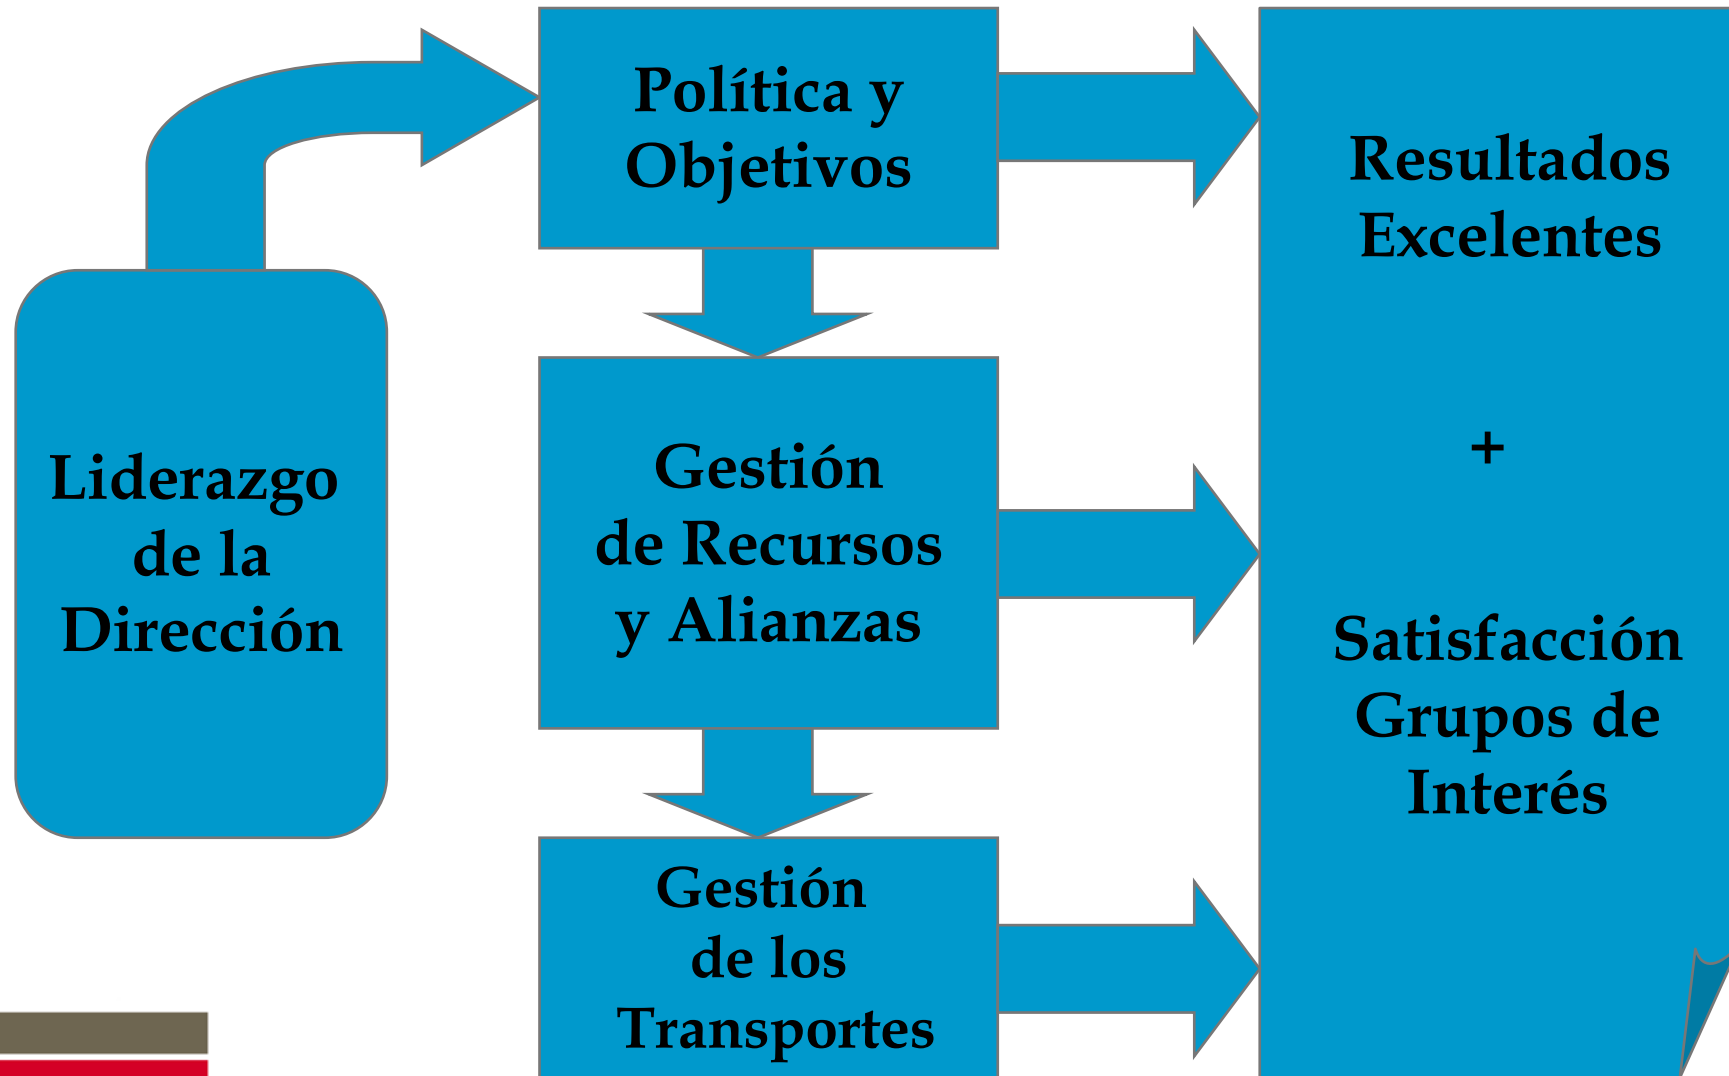 Liderazgo
de la
Dirección
Política y
Objetivos
Gestión
de Recursos
y Alianzas
Gestión
de los
Transportes
Resultados
Excelentes
+
Satisfacción
Grupos de
Interés